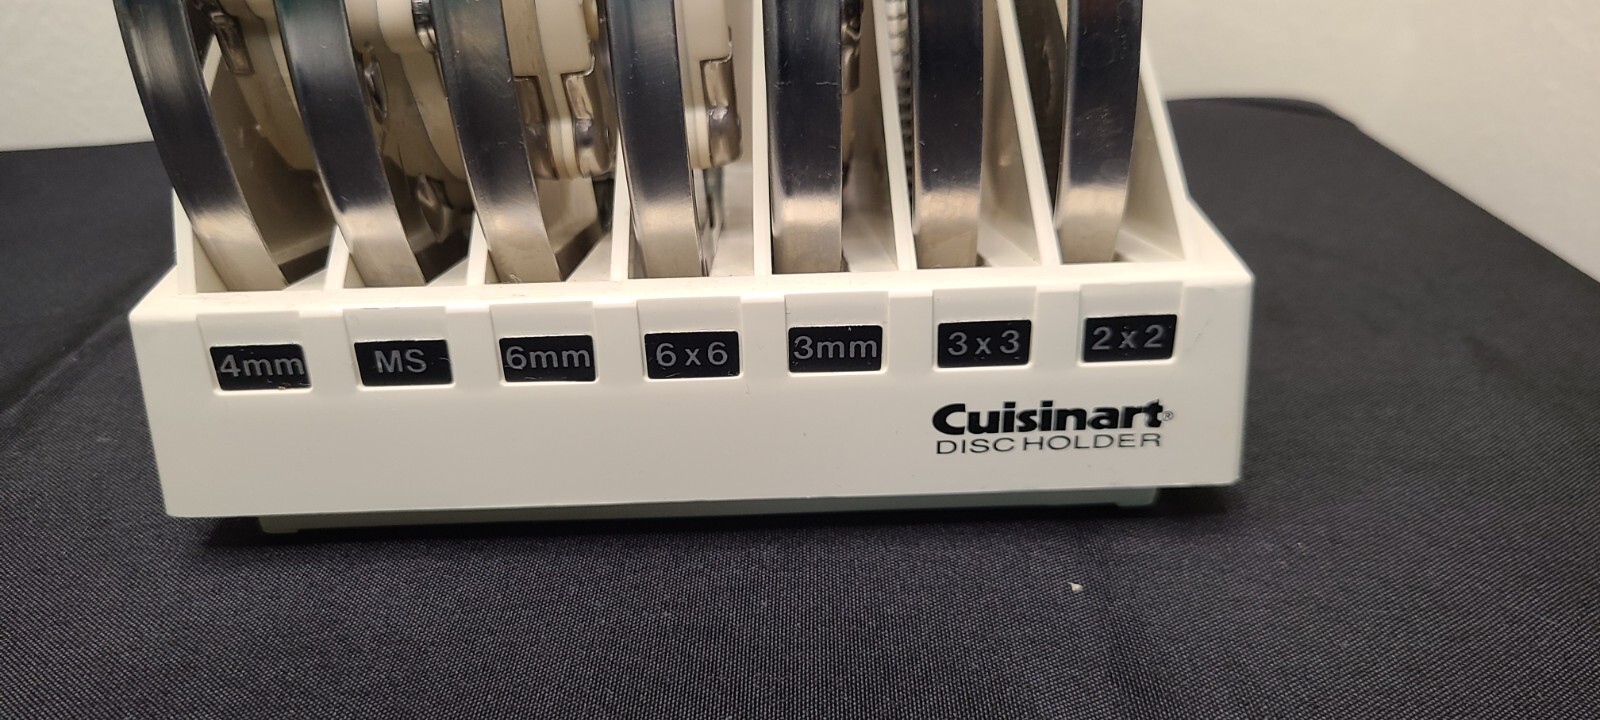 4mm MS 6mm 6x6 3mm 3x3 2x2
Cuisinart®
DISC HOLDER